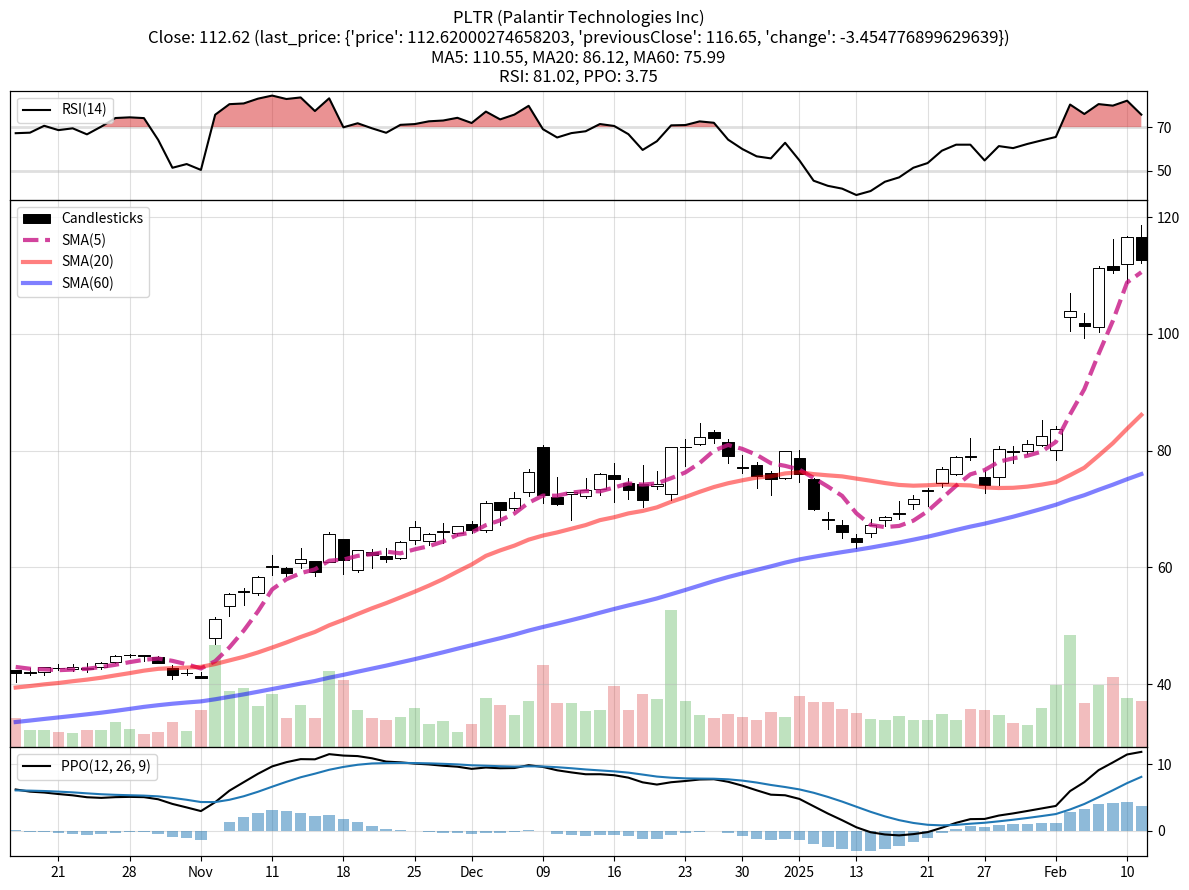 PLTR (Palantir Technologies Inc)
Close: 112.62 (last_price: {'price': 112.62000274658203, 'previousClose': 116.65, 'change': -3.454776899629639})
MA5: 110.55, MA20: 86.12, MA60: 75.99
RSI: 81.02, PPO: 3.75
RSI(14)
70
50
Candlesticks
SMA(5)
SMA(20)
SMA(60)
120
100
80
60
40
PPO(12, 26, 9)
10
0
21 28 Nov 11 18 25 Dec 09 16 23 30 2025 13 21 27 Feb 10